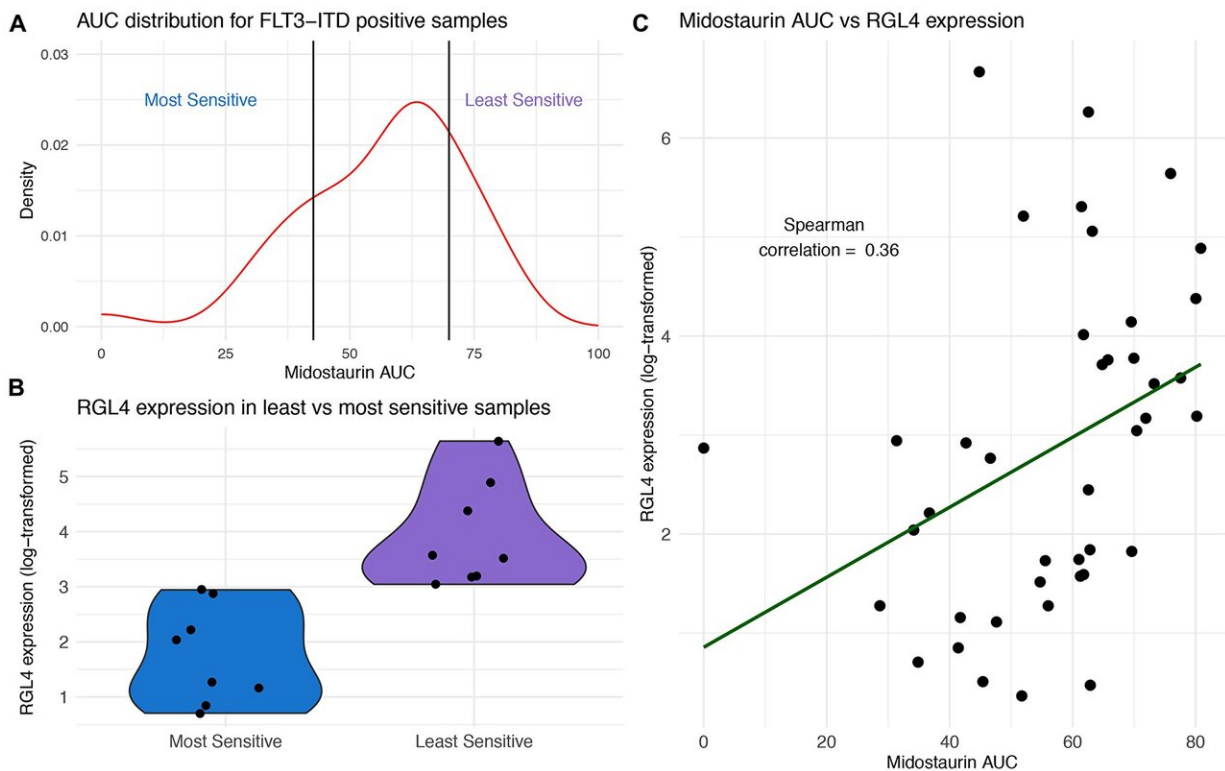 A
AUC distribution for FLT3−ITD positive samples
0.03
0.02
0.01
0.00
Density
Most Sensitive
Least Sensitive
0
25
50
75
100
Midostaurin AUC
B
RGL4 expression in least vs most sensitive samples
5
4
3
2
1
RGL4 expression (log−transformed)
Most Sensitive
Least Sensitive
C
Midostaurin AUC vs RGL4 expression
6
4
2
RGL4 expression (log−transformed)
Spearman
correlation = 0.36
0
20
40
60
80
Midostaurin AUC